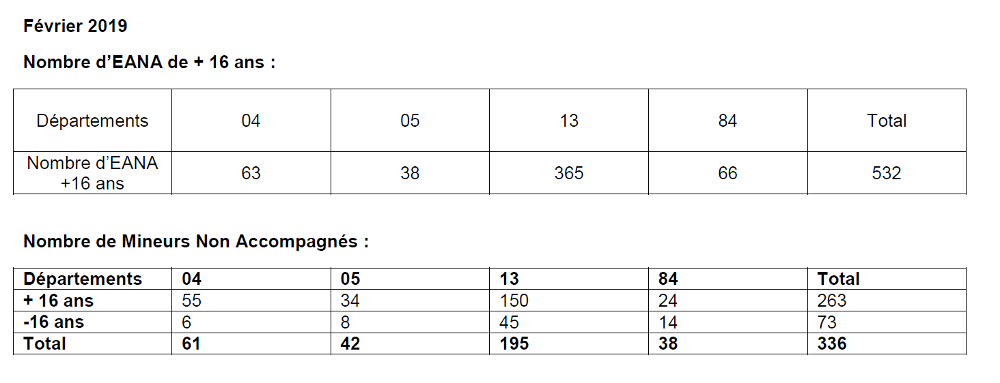 Février 2019
Nombre d’EANA de + 16 ans :
Départements 04 05 13 84 Total
Nombre d’EANA
+16 ans 63 38 365 66 532
Nombre de Mineurs Non Accompagnés :
Départements 04 05 13 84 Total
+ 16 ans 55 34 150 24 263
-16 ans 6 8 45 14 73
Total 61 42 195 38 336